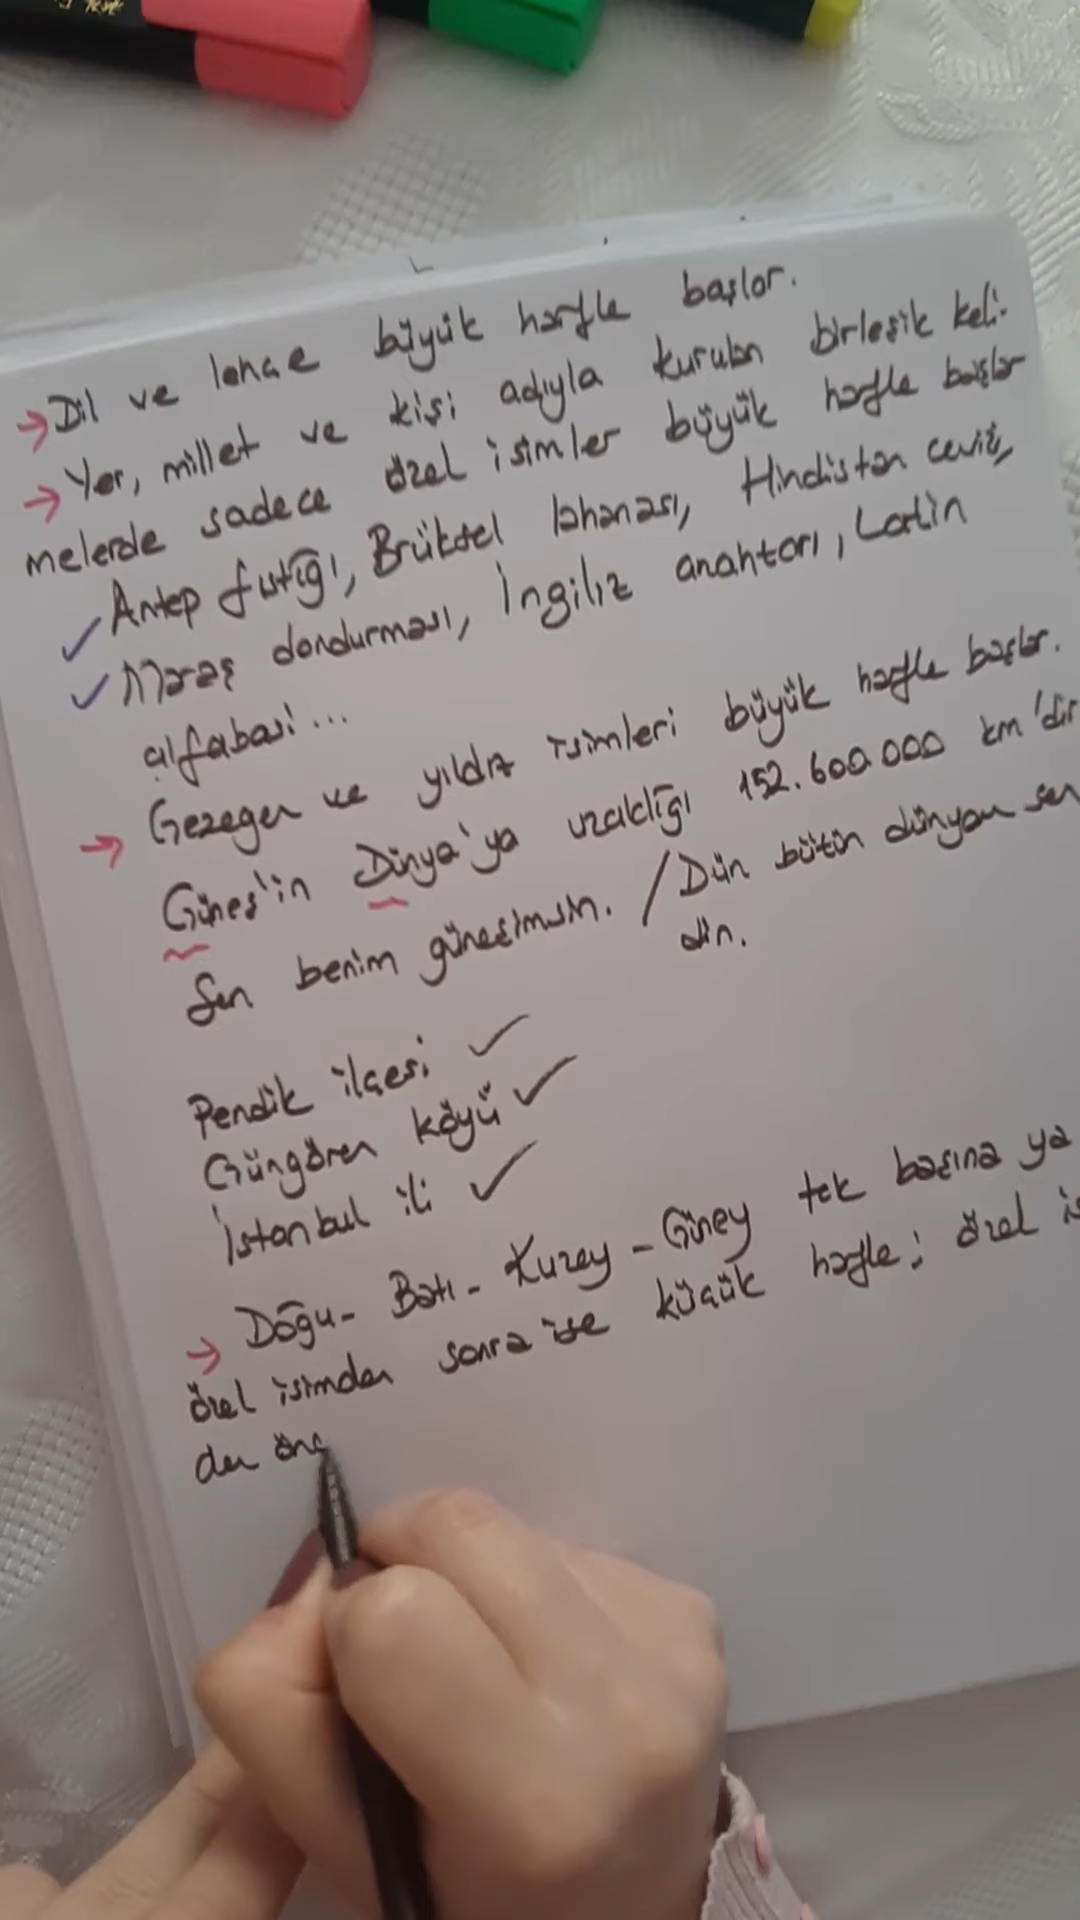 → Dil ve lehçe büyük harfle başlar.
→ Yer, millet ve kişi adıyla kurulan birleşik keli-
melerde sadece özel isimler büyük harfle başlar
✓ Antep fıstığı, Brüksel lahanası, Hindistan cevizi,
✓ Maraş dondurması, İngiliz anahtarı, Latin
alfabesi...
→ Gezegen ve yıldız isimleri büyük harfle başlar.
Güneş'in Dünya'ya uzaklığı 152.600.000 km'dir
Sen benim güneşimsin. / Dün bütün dünyam sen
din.
Pendik ilçesi ✓
Güngören köyü ✓
İstanbul ili ✓
→ Doğu - Batı - Kuzey - Güney tek başına ya
özel isimden sonra ise küçük harfle; özel is
den önc